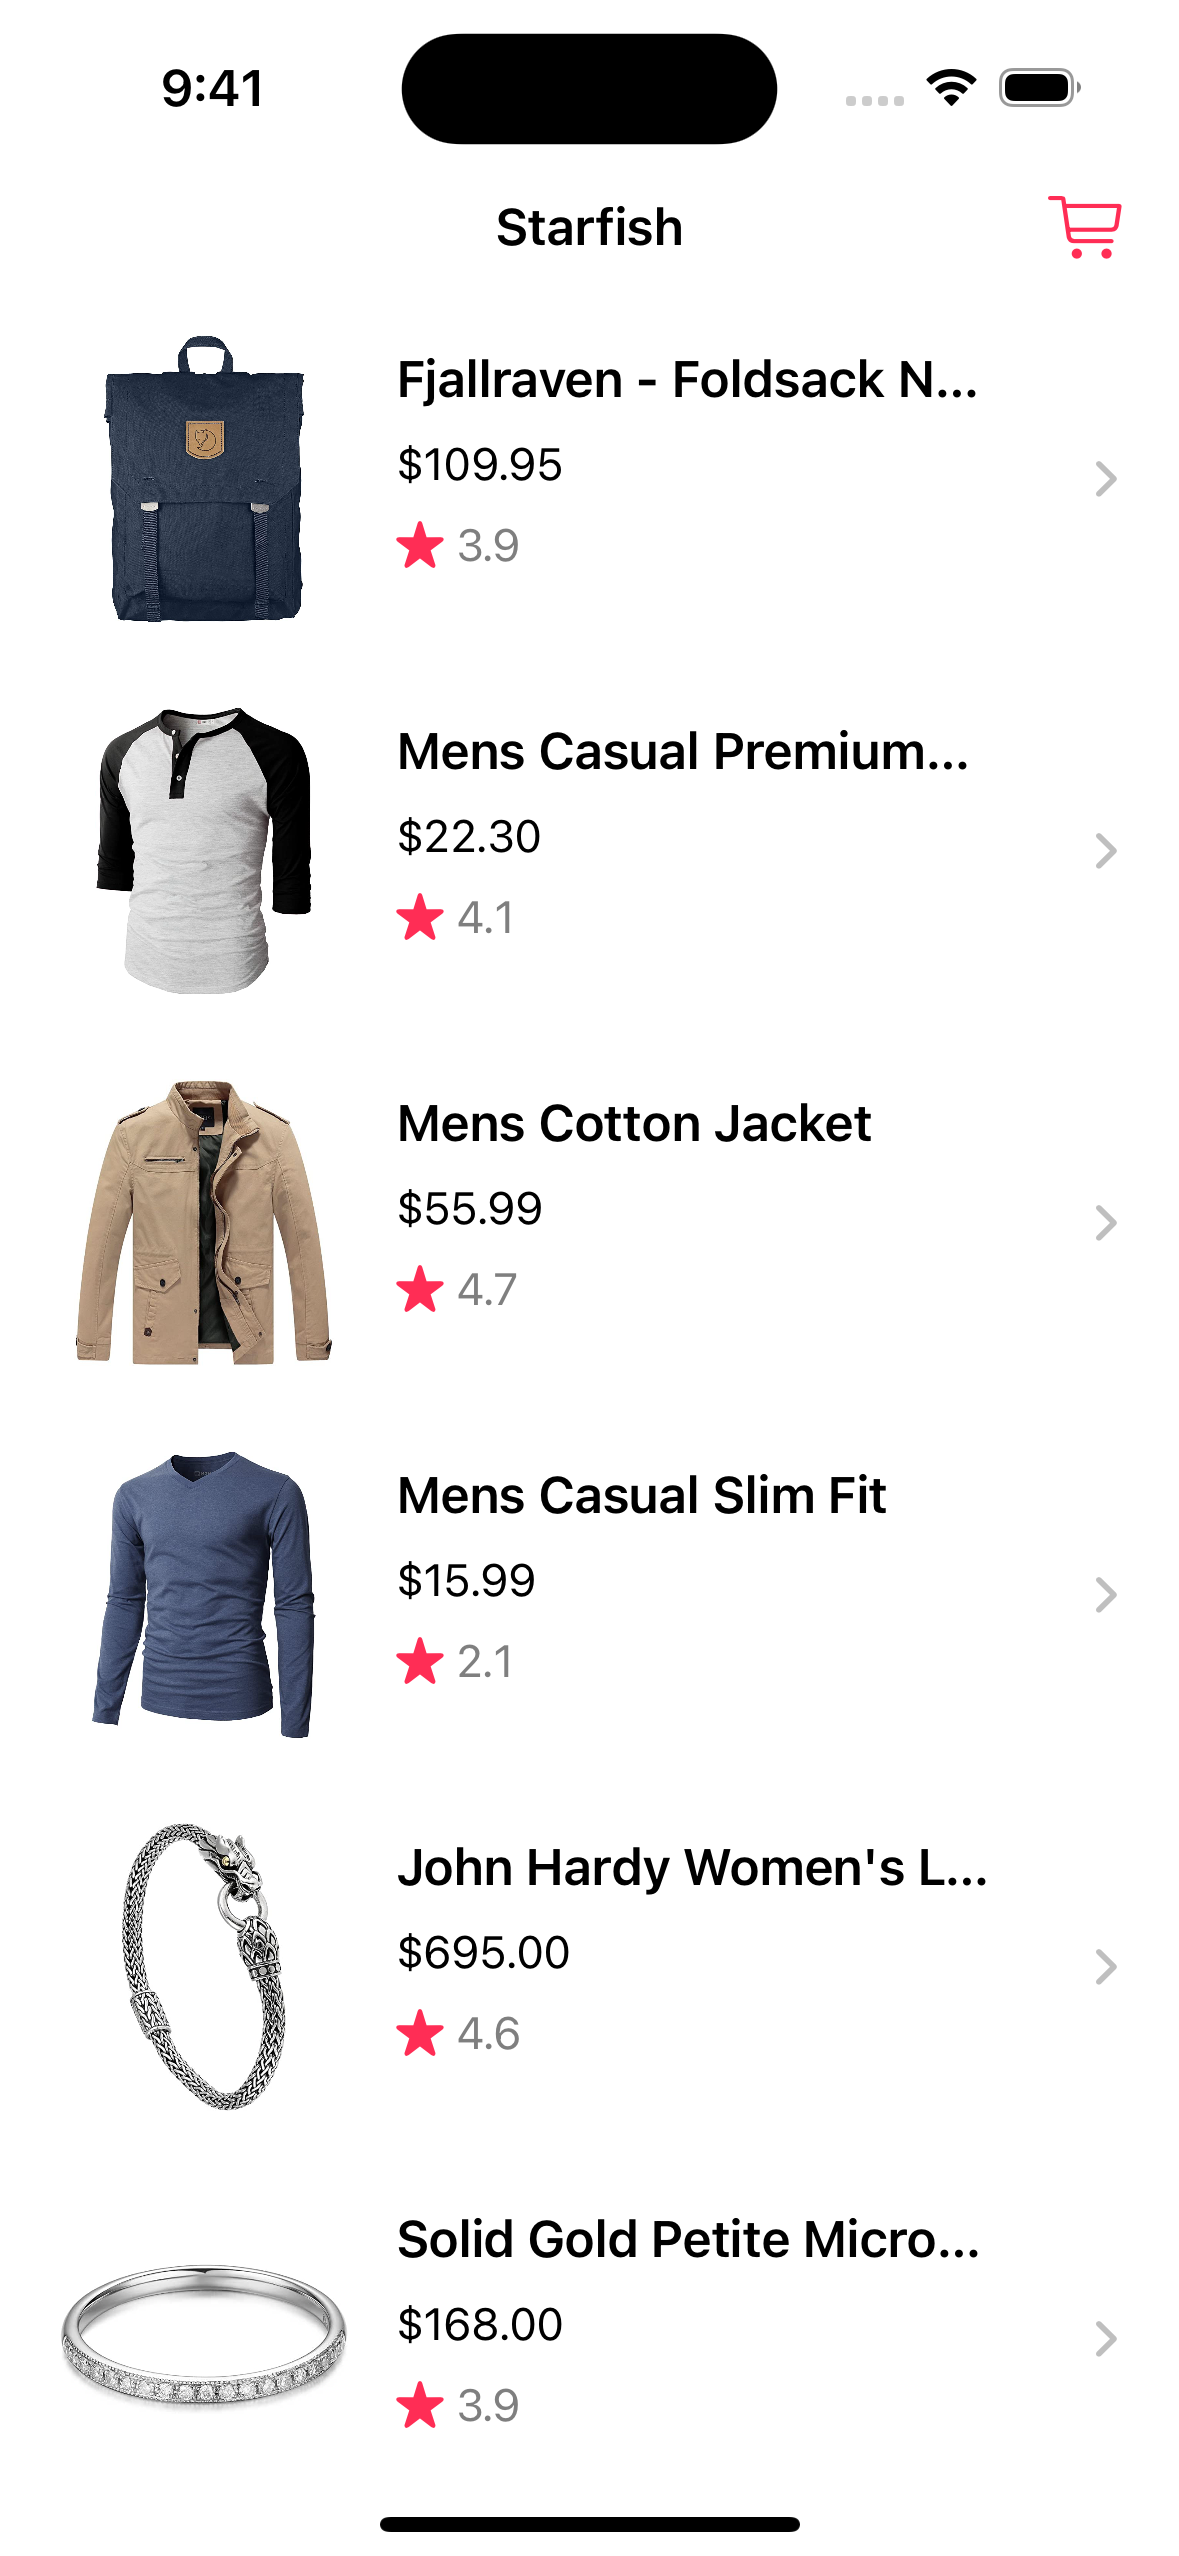 9:41
Starfish
Fjallraven - Foldsack N...
$109.95
3.9
Mens Casual Premium...
$22.30
4.1
Mens Cotton Jacket
$55.99
4.7
Mens Casual Slim Fit
$15.99
2.1
John Hardy Women's L...
$695.00
4.6
Solid Gold Petite Micro...
$168.00
3.9